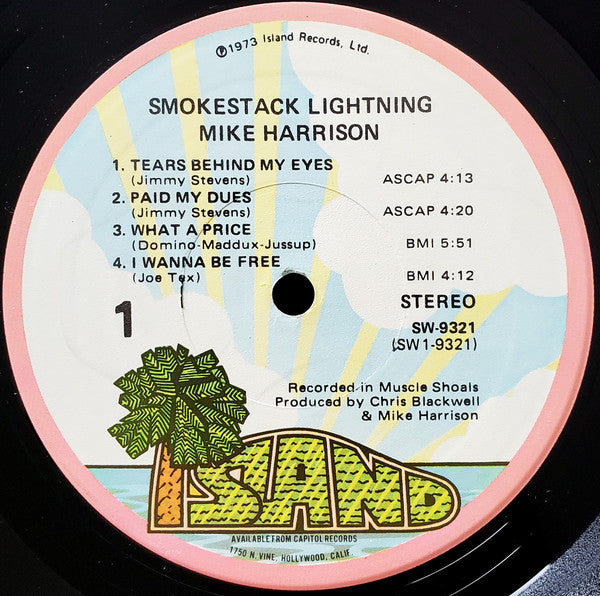 ℗1973 Island Records, Ltd.
SMOKESTACK LIGHTNING
MIKE HARRISON
1. TEARS BEHIND MY EYES
(Jimmy Stevens) ASCAP 4:13
2. PAID MY DUES
(Jimmy Stevens) ASCAP 4:20
3. WHAT A PRICE
(Domino-Maddux-Jussup) BMI 5:51
4. I WANNA BE FREE
(Joe Tex) BMI 4:12
1 STEREO
SW-9321
(SW1-9321)
Recorded in Muscle Shoals
Produced by Chris Blackwell
& Mike Harrison
ISLAND
AVAILABLE FROM CAPITOL RECORDS
1750 N. VINE, HOLLYWOOD, CALIF.